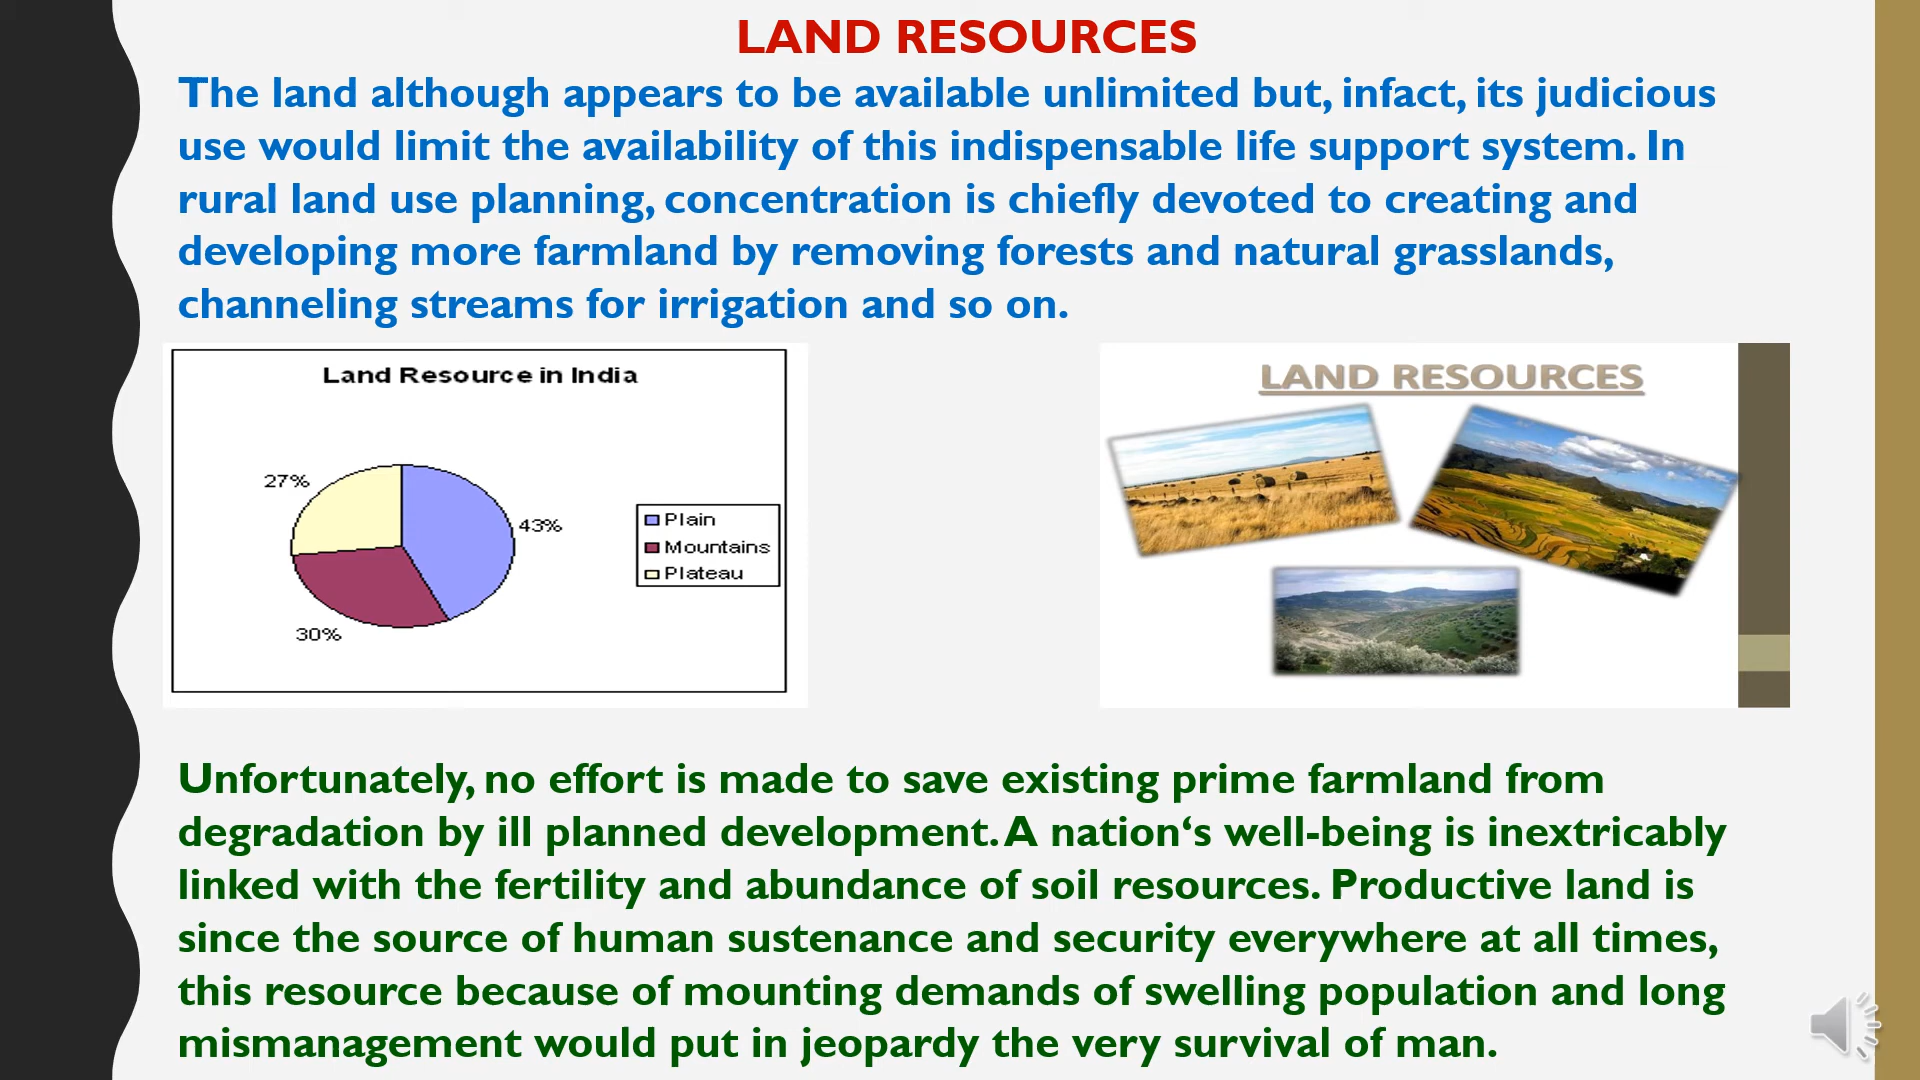 LAND RESOURCES
The land although appears to be available unlimited but, infact, its judicious
use would limit the availability of this indispensable life support system. In
rural land use planning, concentration is chiefly devoted to creating and
developing more farmland by removing forests and natural grasslands,
channeling streams for irrigation and so on.
Land Resource in India
27%
43%
30%
Plain
Mountains
Plateau
LAND RESOURCES
Unfortunately, no effort is made to save existing prime farmland from
degradation by ill planned development. A nation‘s well-being is inextricably
linked with the fertility and abundance of soil resources. Productive land is
since the source of human sustenance and security everywhere at all times,
this resource because of mounting demands of swelling population and long
mismanagement would put in jeopardy the very survival of man.